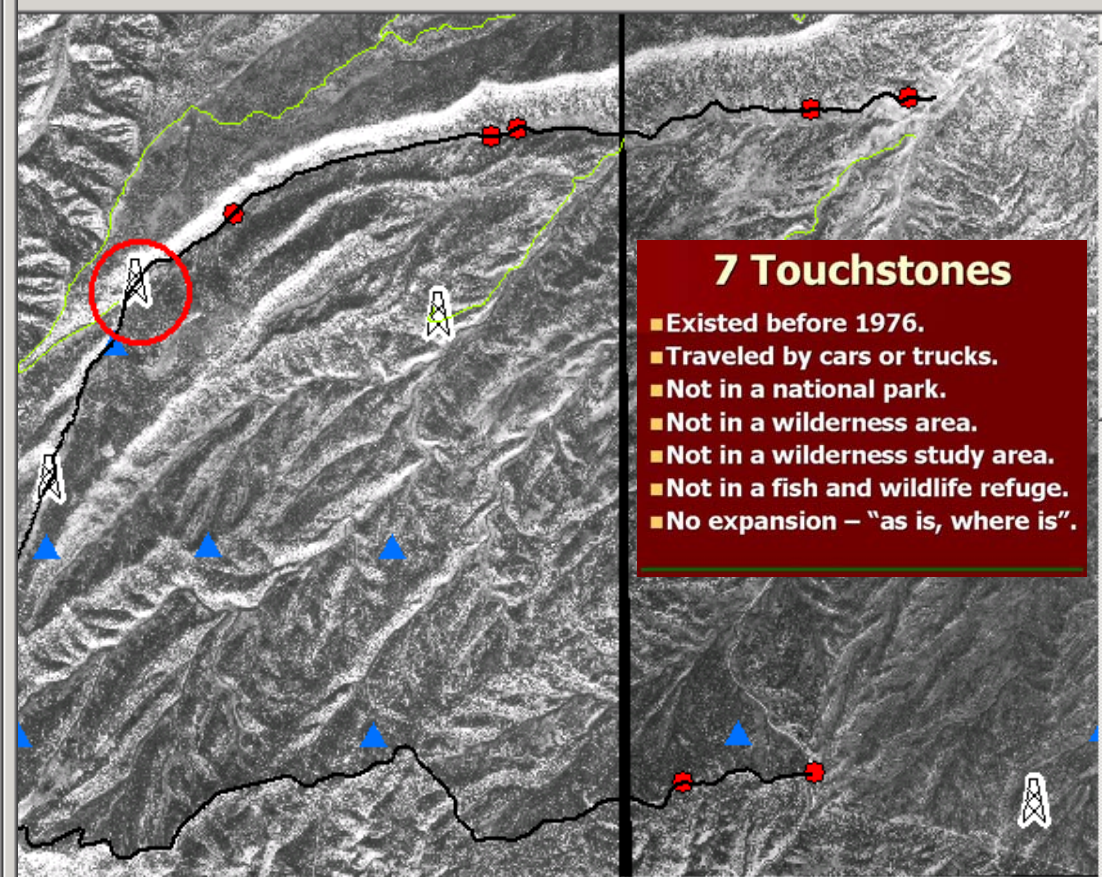 7 Touchstones
Existed before 1976.
Traveled by cars or trucks.
Not in a national park.
Not in a wilderness area.
Not in a wilderness study area.
Not in a fish and wildlife refuge.
No expansion – “as is, where is”.